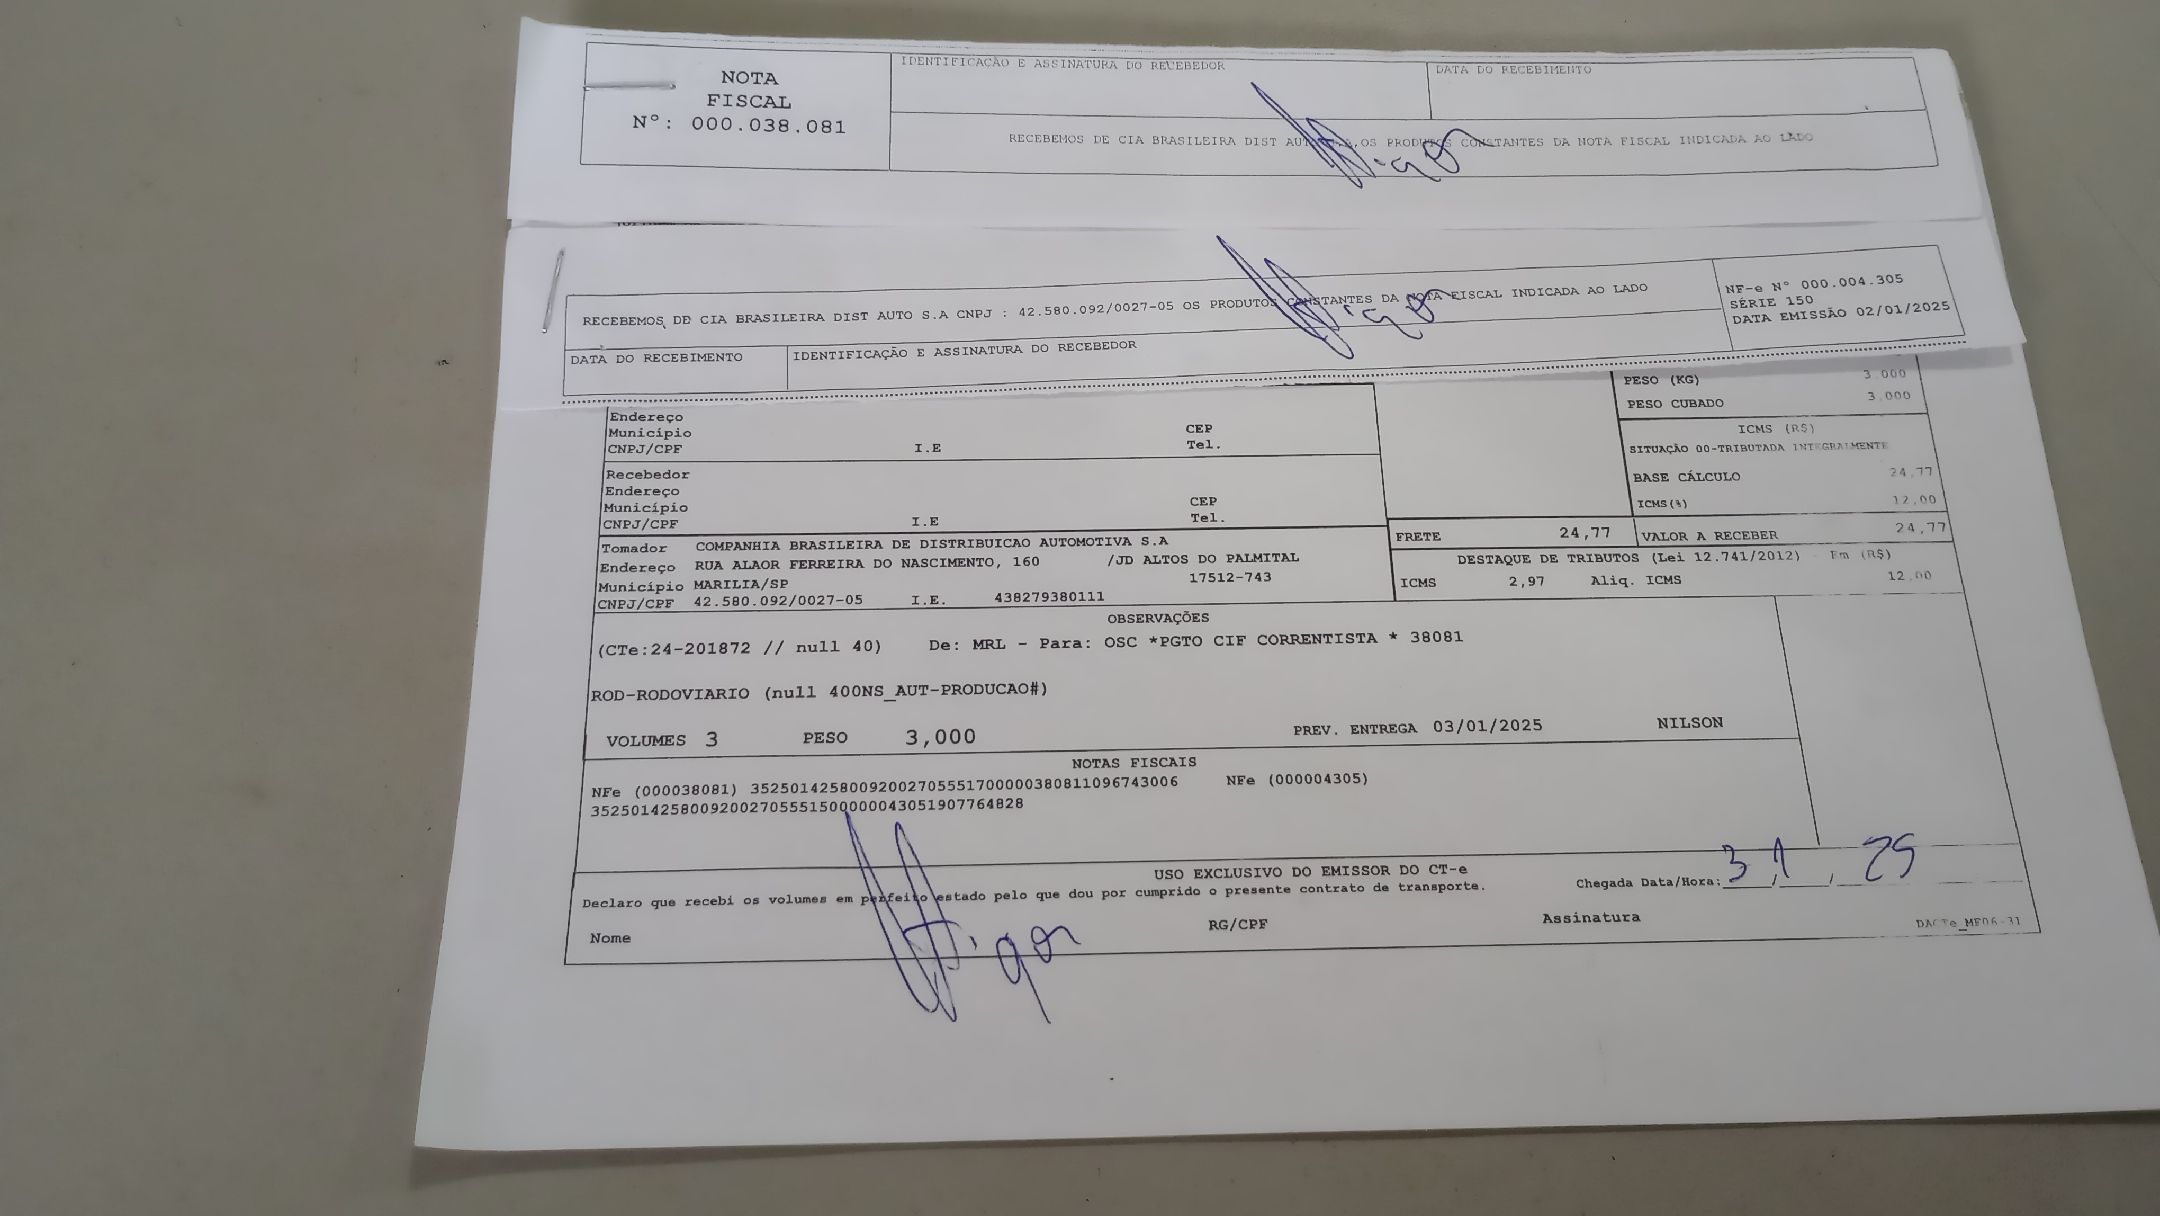 NOTA
FISCAL
Nº: 000.038.081
IDENTIFICAÇÃO E ASSINATURA DO RECEBEDOR
DATA DO RECEBIMENTO
RECEBEMOS DE CIA BRASILEIRA DIST AUTO S.A,OS PRODUTOS CONSTANTES DA NOTA FISCAL INDICADA AO LADO
Higor
RECEBEMOS DE CIA BRASILEIRA DIST AUTO S.A CNPJ : 42.580.092/0027-05 OS PRODUTOS CONSTANTES DA NOTA FISCAL INDICADA AO LADO
Higor
NF-e Nº 000.004.305
SÉRIE 150
DATA EMISSÃO 02/01/2025
DATA DO RECEBIMENTO
IDENTIFICAÇÃO E ASSINATURA DO RECEBEDOR
PESO (KG) 3,000
PESO CUBADO 3,000
Endereço
Município CEP
CNPJ/CPF I.E Tel.
ICMS (R$)
SITUAÇÃO 00-TRIBUTADA INTEGRALMENTE
BASE CÁLCULO 24,77
ICMS(%) 12,00
Recebedor
Endereço
Município CEP
CNPJ/CPF I.E Tel.
FRETE 24,77 VALOR A RECEBER 24,77
Tomador COMPANHIA BRASILEIRA DE DISTRIBUICAO AUTOMOTIVA S.A
Endereço RUA ALAOR FERREIRA DO NASCIMENTO, 160 /JD ALTOS DO PALMITAL
Município MARILIA/SP 17512-743
CNPJ/CPF 42.580.092/0027-05 I.E. 438279380111
DESTAQUE DE TRIBUTOS (Lei 12.741/2012) - Em (R$)
ICMS 2,97 Aliq. ICMS 12,00
OBSERVAÇÕES
(CTe:24-201872 // null 40) De: MRL - Para: OSC *PGTO CIF CORRENTISTA * 38081
ROD-RODOVIARIO (null 400NS_AUT-PRODUCAO#)
VOLUMES 3 PESO 3,000 PREV. ENTREGA 03/01/2025 NILSON
NOTAS FISCAIS
NFe (000038081) 35250142580092002705551700000380811096743006 NFe (000004305)
35250142580092002705551500000043051907764828
USO EXCLUSIVO DO EMISSOR DO CT-e
Declaro que recebi os volumes em perfeito estado pelo que dou por cumprido o presente contrato de transporte.
Chegada Data/Hora: 3 / 1 / 25
Nome Higor RG/CPF Assinatura
DACTe_MF06-31